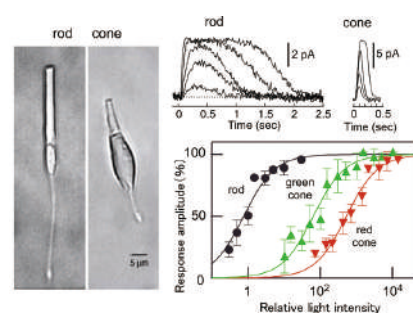 rod cone
5 μm
rod
2 pA
0 0.5 1.0 1.5 2.0 2.5
Time (sec)
cone
5 pA
0 0.5
Time (sec)
Response amplitude (%)
100
50
0
rod
green
cone
red
cone
1 10² 10⁴
Relative light intensity